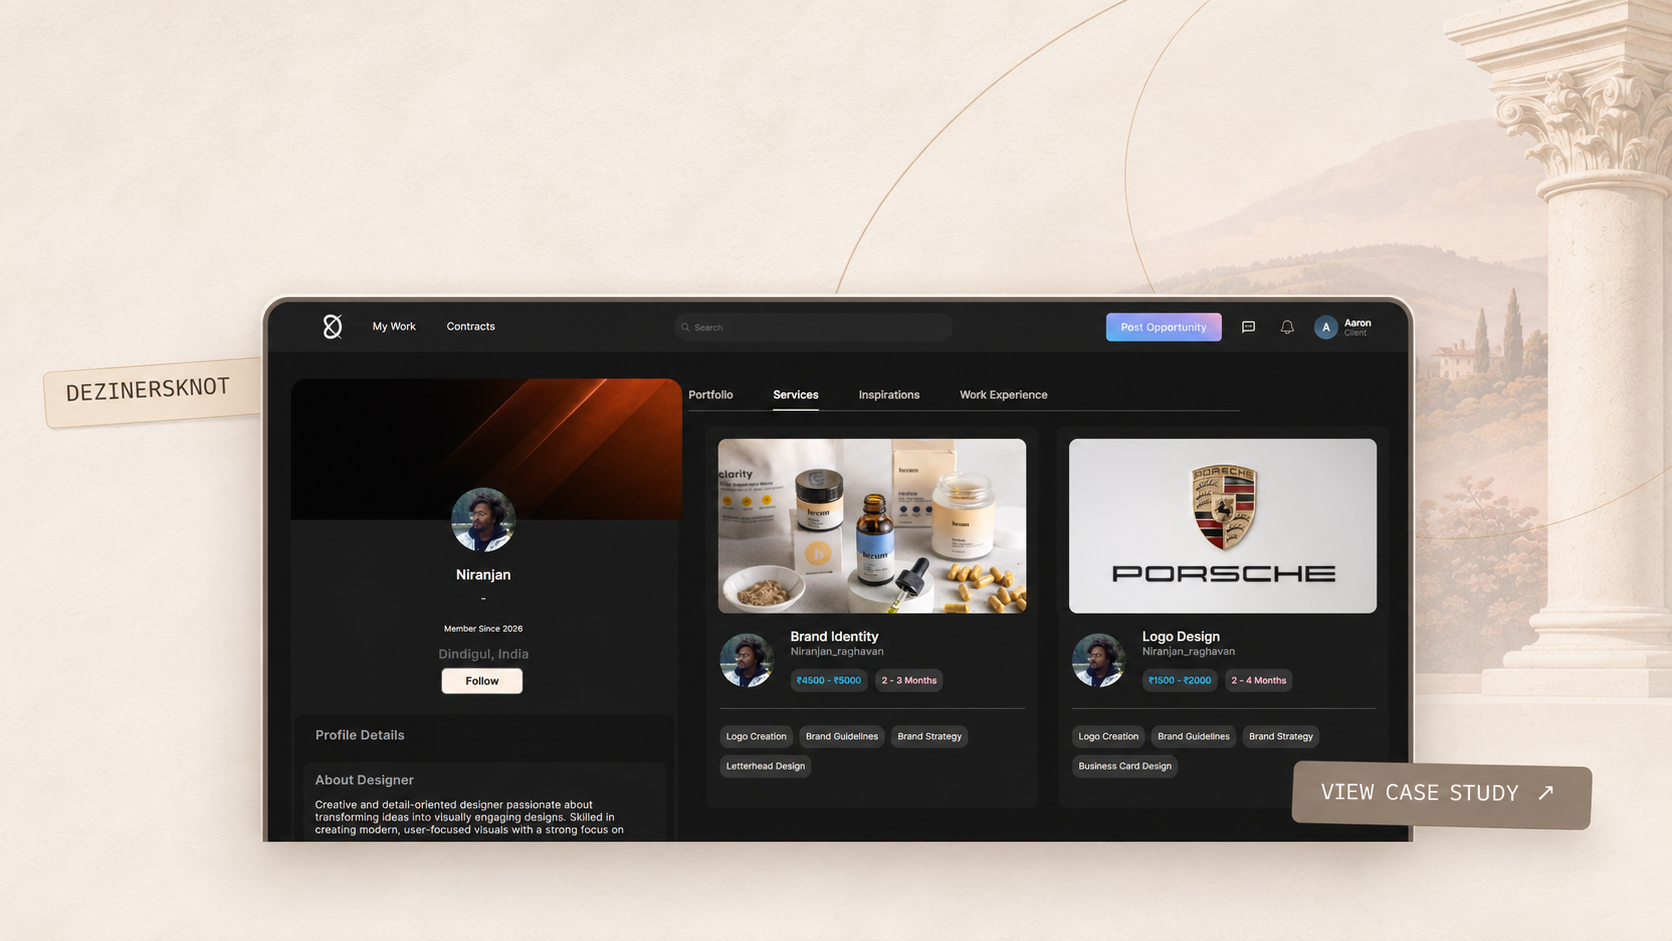 My Work
Contracts
Search
Post Opportunity
A
Aaron
Client
DEZINERSKNOT
Portfolio
Services
Inspirations
Work Experience
Niranjan
-
Member Since 2026
Dindigul, India
Follow
Profile Details
About Designer
Creative and detail-oriented designer passionate about
transforming ideas into visually engaging designs. Skilled in
creating modern, user-focused visuals with a strong focus on
clarity
becum
PORSCHE
PORSCHE
Brand Identity
Niranjan_raghavan
₹4500 - ₹5000
2 - 3 Months
Logo Creation
Brand Guidelines
Brand Strategy
Letterhead Design
Logo Design
Niranjan_raghavan
₹1500 - ₹2000
2 - 4 Months
Logo Creation
Brand Guidelines
Brand Strategy
Business Card Design
VIEW CASE STUDY ↗